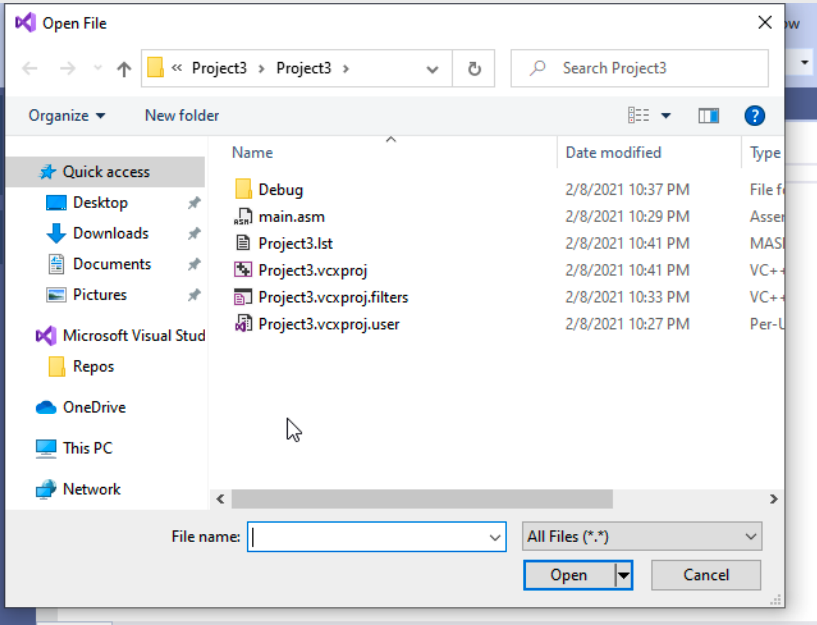 Open File
« Project3 › Project3 ›
Search Project3
Organize
New folder
?
Name
Date modified
Type
Quick access
Desktop
Downloads
Documents
Pictures
Microsoft Visual Stud
Repos
OneDrive
This PC
Network
Debug 2/8/2021 10:37 PM File f
main.asm 2/8/2021 10:29 PM Asser
Project3.lst 2/8/2021 10:41 PM MAS
Project3.vcxproj 2/8/2021 10:41 PM VC++
Project3.vcxproj.filters 2/8/2021 10:33 PM VC++
Project3.vcxproj.user 2/8/2021 10:27 PM Per-U
File name:
All Files (*.*)
Open
Cancel